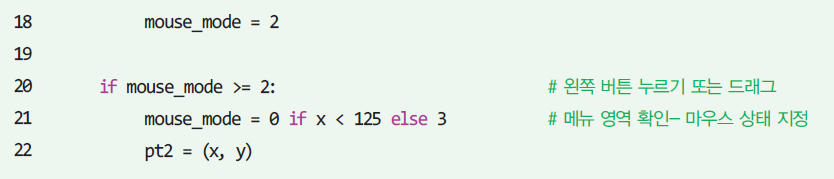 18 mouse_mode = 2
19
20 if mouse_mode >= 2: # 왼쪽 버튼 누르기 또는 드래그
21 mouse_mode = 0 if x < 125 else 3 # 메뉴 영역 확인– 마우스 상태 지정
22 pt2 = (x, y)